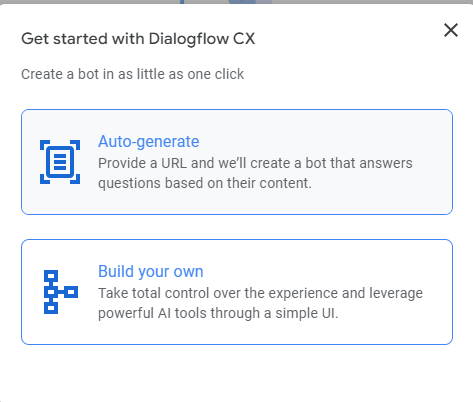 Get started with Dialogflow CX
Create a bot in as little as one click
Auto-generate
Provide a URL and we'll create a bot that answers
questions based on their content.
Build your own
Take total control over the experience and leverage
powerful AI tools through a simple UI.